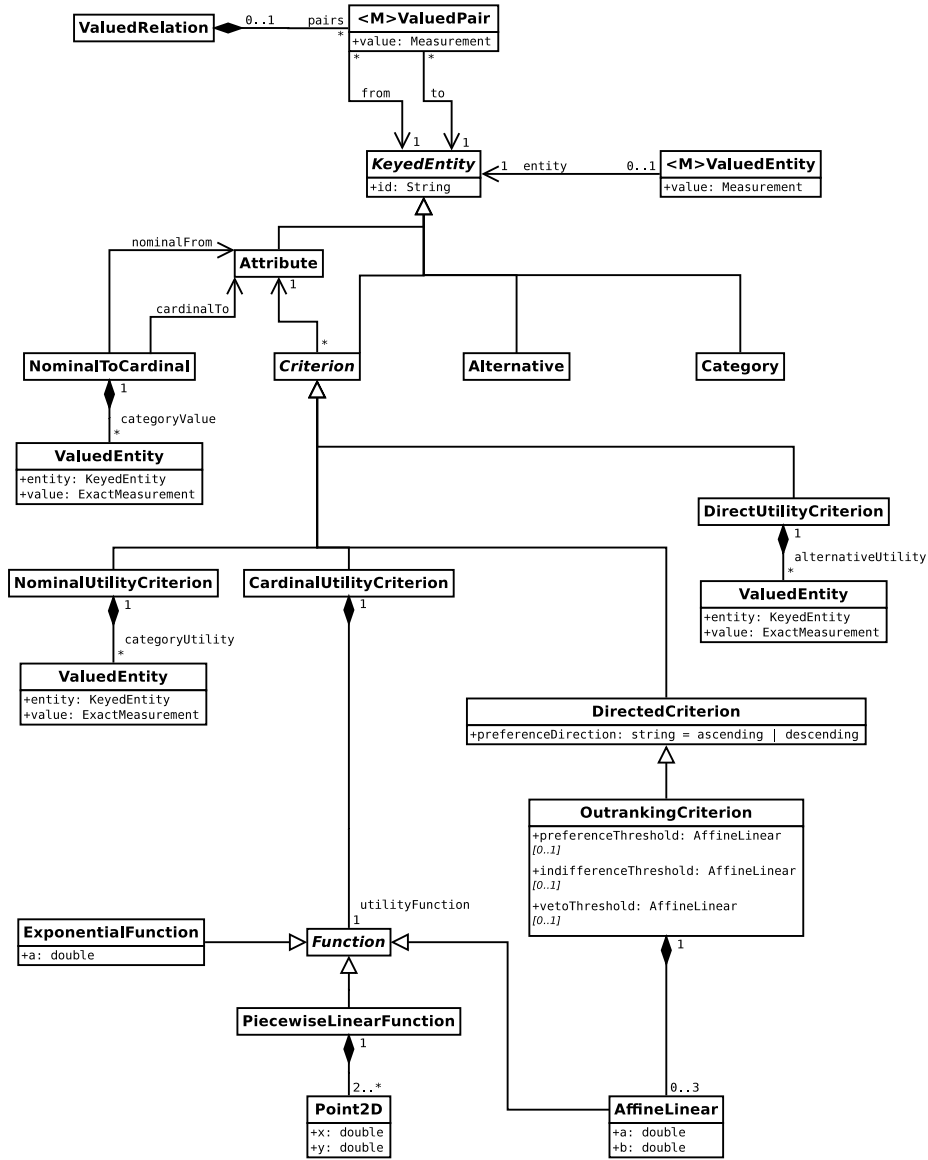 ValuedRelation
0..1
pairs
*
<M>ValuedPair
+value: Measurement
*
*
from
to
1
1
KeyedEntity
+id: String
1
entity
0..1
<M>ValuedEntity
+value: Measurement
nominalFrom
Attribute
1
cardinalTo
*
NominalToCardinal
Criterion
Alternative
Category
1
categoryValue
*
ValuedEntity
+entity: KeyedEntity
+value: ExactMeasurement
DirectUtilityCriterion
1
alternativeUtility
*
ValuedEntity
+entity: KeyedEntity
+value: ExactMeasurement
NominalUtilityCriterion
CardinalUtilityCriterion
1
1
categoryUtility
*
ValuedEntity
+entity: KeyedEntity
+value: ExactMeasurement
DirectedCriterion
+preferenceDirection: string = ascending | descending
OutrankingCriterion
+preferenceThreshold: AffineLinear
[0..1]
+indifferenceThreshold: AffineLinear
[0..1]
+vetoThreshold: AffineLinear
[0..1]
utilityFunction
1
1
ExponentialFunction
+a: double
Function
PiecewiseLinearFunction
1
2..*
0..3
Point2D
+x: double
+y: double
AffineLinear
+a: double
+b: double